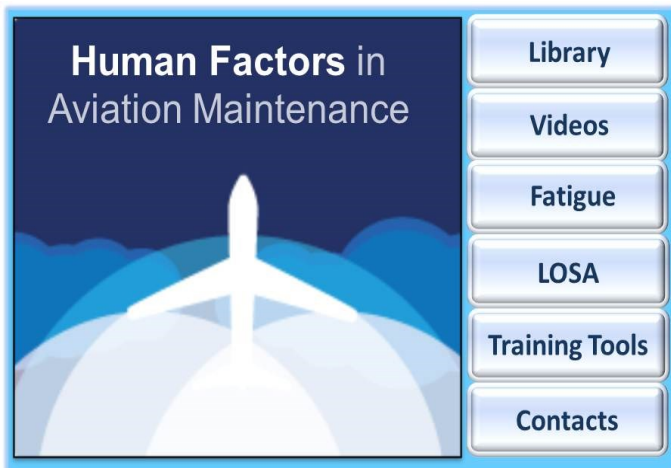 Human Factors in
Aviation Maintenance
Library
Videos
Fatigue
LOSA
Training Tools
Contacts